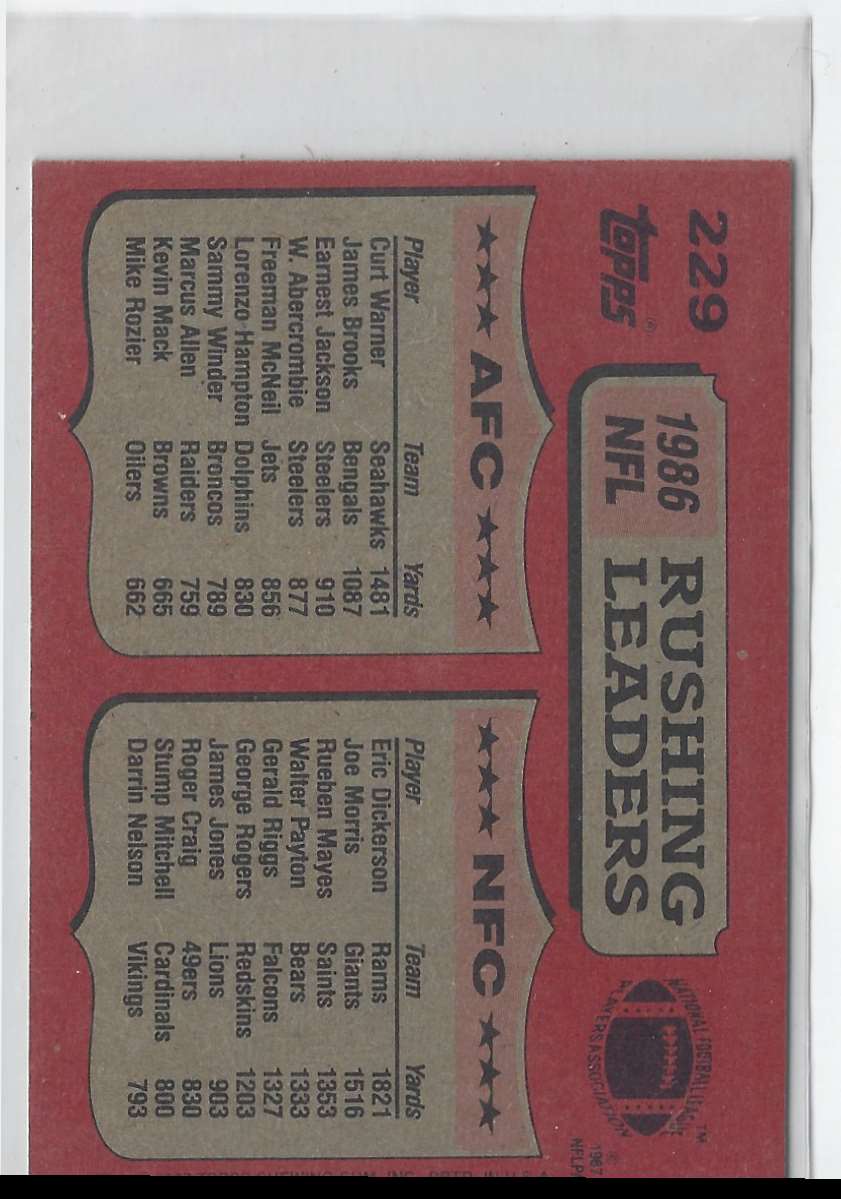 229
topps®
1986 NFL
RUSHING LEADERS
NATIONAL FOOTBALL LEAGUE
PLAYERS ASSOCIATION
™
© 1987
★★★ AFC ★★★
Player Team Yards
Curt Warner Seahawks 1481
James Brooks Bengals 1087
Earnest Jackson Steelers 910
W. Abercrombie Steelers 877
Freeman McNeil Jets 856
Lorenzo Hampton Dolphins 830
Sammy Winder Broncos 789
Marcus Allen Raiders 759
Kevin Mack Browns 665
Mike Rozier Oilers 662
★★★ NFC ★★★
Player Team Yards
Eric Dickerson Rams 1821
Joe Morris Giants 1516
Rueben Mayes Saints 1353
Walter Payton Bears 1333
Gerald Riggs Falcons 1327
George Rogers Redskins 1203
James Jones Lions 903
Roger Craig 49ers 830
Stump Mitchell Cardinals 800
Darrin Nelson Vikings 793